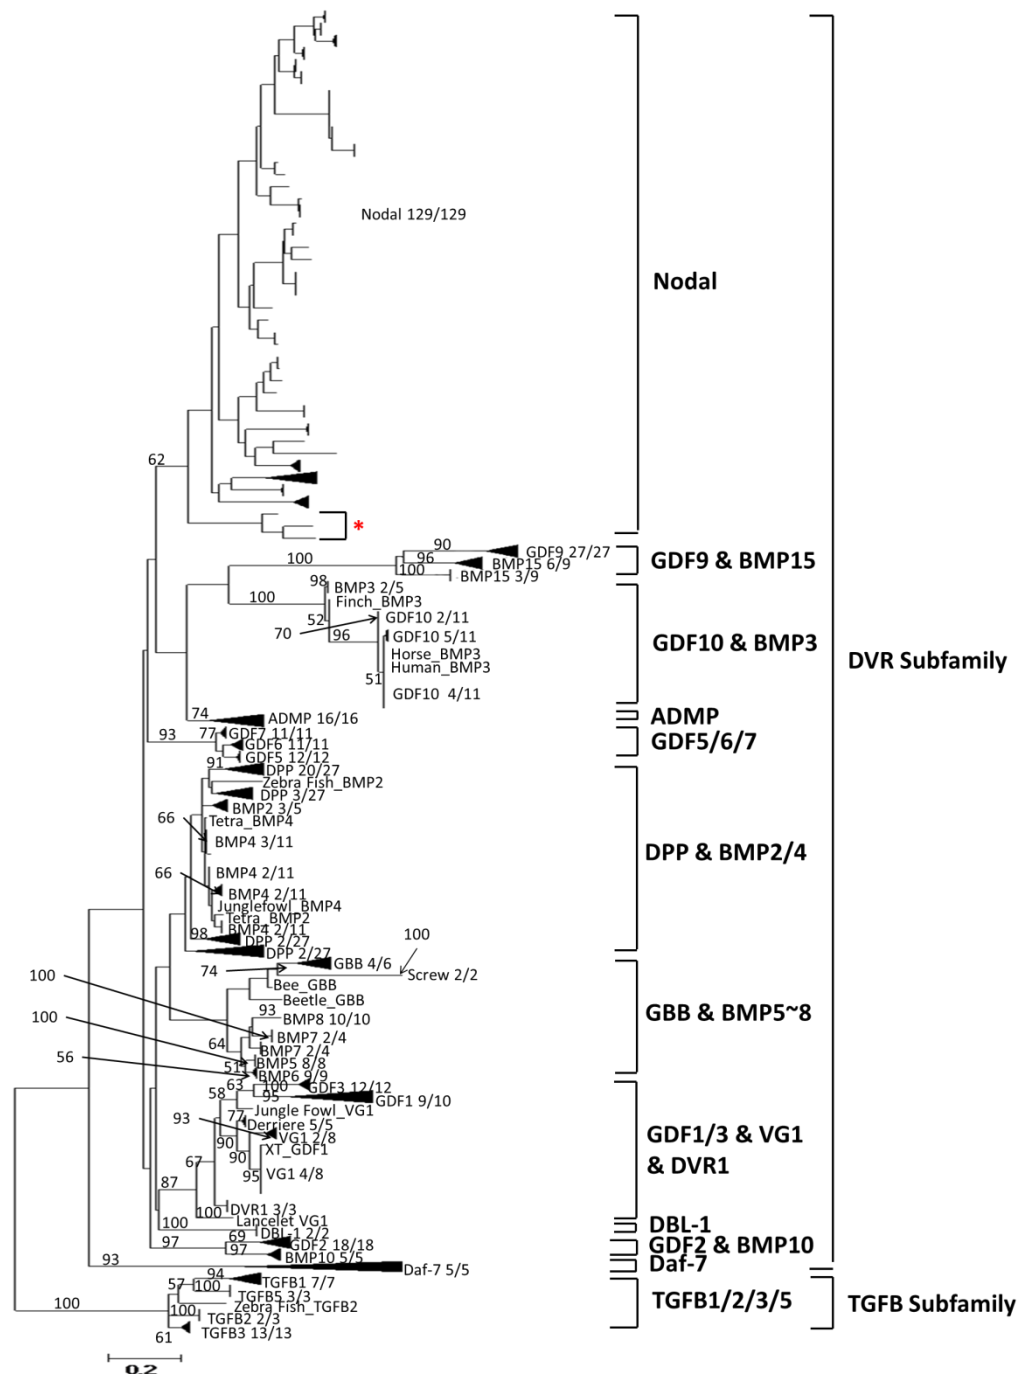 Nodal 129/129
Nodal
62
*
90
GDF9 27/27
100
96
BMP15 6/9
GDF9 & BMP15
100
BMP15 3/9
98
BMP3 2/5
100
Finch_BMP3
52
GDF10 2/11
70
96
GDF10 5/11
GDF10 & BMP3
Horse_BMP3
DVR Subfamily
Human_BMP3
51
GDF10 4/11
74
ADMP 16/16
ADMP
93
77
GDF7 11/11
GDF5/6/7
GDF6 11/11
GDF5 12/12
91
DPP 20/27
Zebra Fish_BMP2
DPP 3/27
BMP2 3/5
66
Tetra_BMP4
BMP4 3/11
DPP & BMP2/4
66
BMP4 2/11
BMP4 2/11
Junglefowl_BMP4
Tetra_BMP2
BMP4 2/11
98
DPP 2/27
100
DPP 2/27
74
GBB 4/6
100
Screw 2/2
Bee_GBB
Beetle_GBB
GBB & BMP5~8
93
100
BMP8 10/10
BMP7 2/4
64
BMP7 2/4
56
BMP5 8/8
51
BMP6 9/9
63
100
GDF3 12/12
58
95
GDF1 9/10
93
77
Jungle Fowl_VG1
Derriere 5/5
VG1 2/8
GDF1/3 & VG1
90
XT_GDF1
& DVR1
67
90
95
VG1 4/8
87
100
DVR1 3/3
Lancelet VG1
100
DBL-1 2/2
DBL-1
97
69
GDF2 18/18
GDF2 & BMP10
97
BMP10 5/5
93
Daf-7 5/5
Daf-7
94
TGFB1 7/7
57
100
TGFB5 3/3
100
Zebra Fish_TGFB2
TGFB1/2/3/5
TGFB Subfamily
100
TGFB2 2/3
61
TGFB3 13/13
0.2